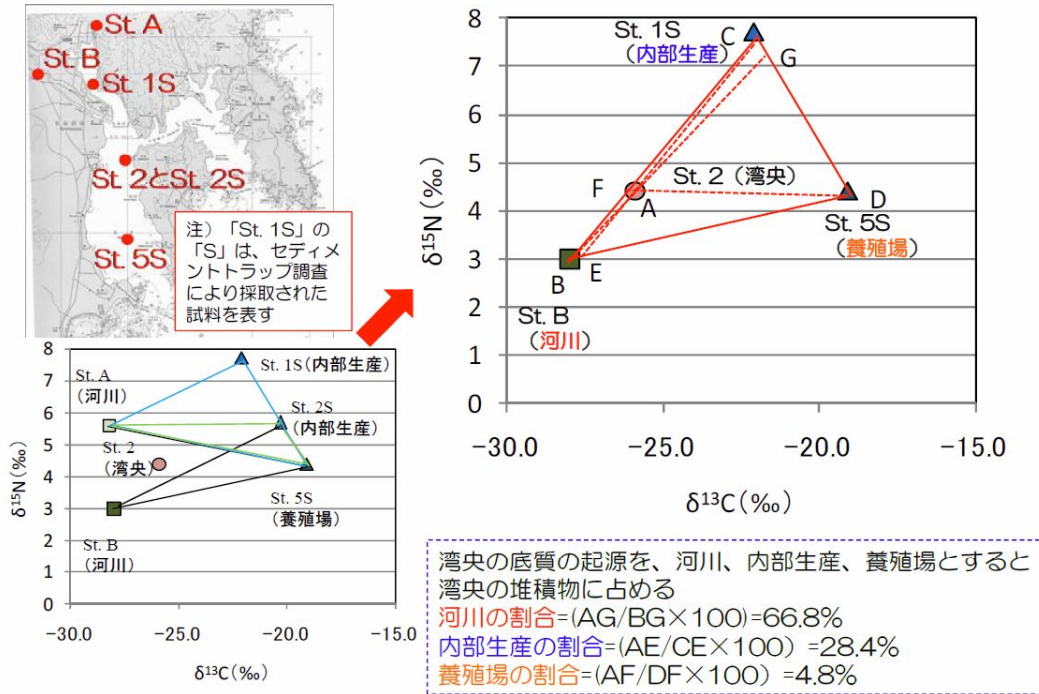 St. A
St. B
St. 1S
St. 2とSt. 2S
St. 5S
注）「St. 1S」の
「S」は、セディメ
ントトラップ調査
により採取された
試料を表す
8
7
6
5
4
3
2
1
0
δ¹⁵N（‰）
St. 1S
（内部生産）
C
G
St. 2（湾央）
F
A
D
St. 5S
（養殖場）
B
E
St. B
（河川）
−30.0
−25.0
−20.0
−15.0
δ¹³C（‰）
8
7
6
5
4
3
2
1
0
δ¹⁵N（‰）
St. A
（河川）
St. 1S（内部生産）
St. 2S
（内部生産）
St. 2
（湾央）
St. 5S
（養殖場）
St. B
（河川）
−30.0
−25.0
−20.0
−15.0
δ¹³C（‰）
湾央の底質の起源を、河川、内部生産、養殖場とすると
湾央の堆積物に占める
河川の割合=(AG/BG×100)=66.8%
内部生産の割合=(AE/CE×100）=28.4%
養殖場の割合=(AF/DF×100）=4.8%